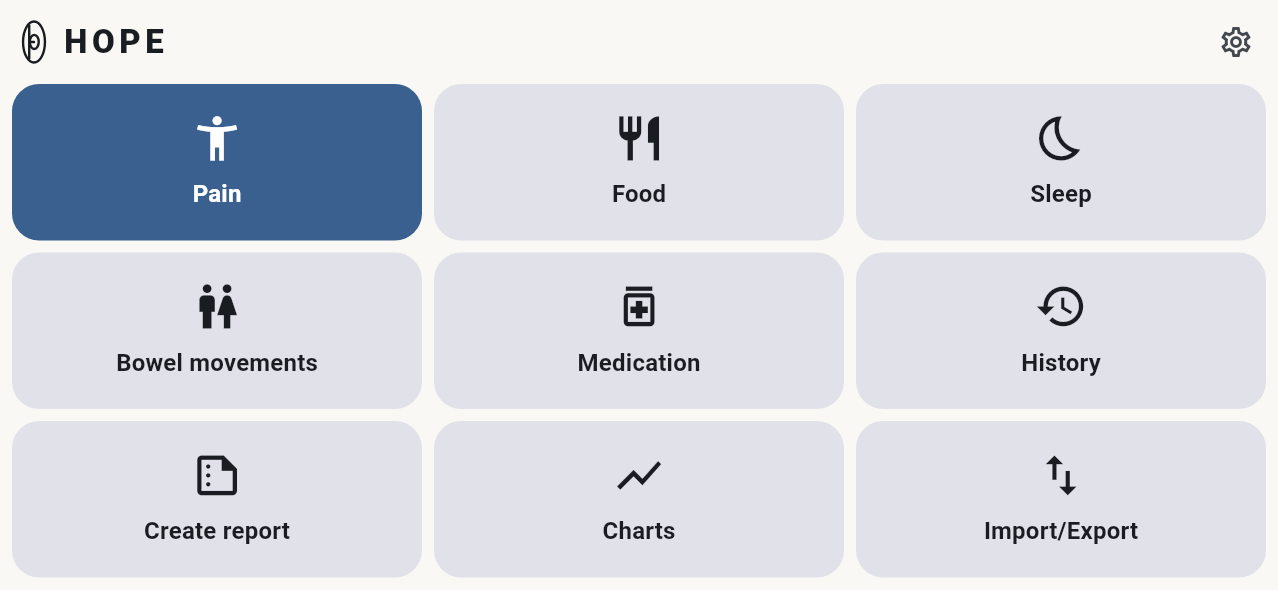 HOPE
Pain
Food
Sleep
Bowel movements
Medication
History
Create report
Charts
Import/Export